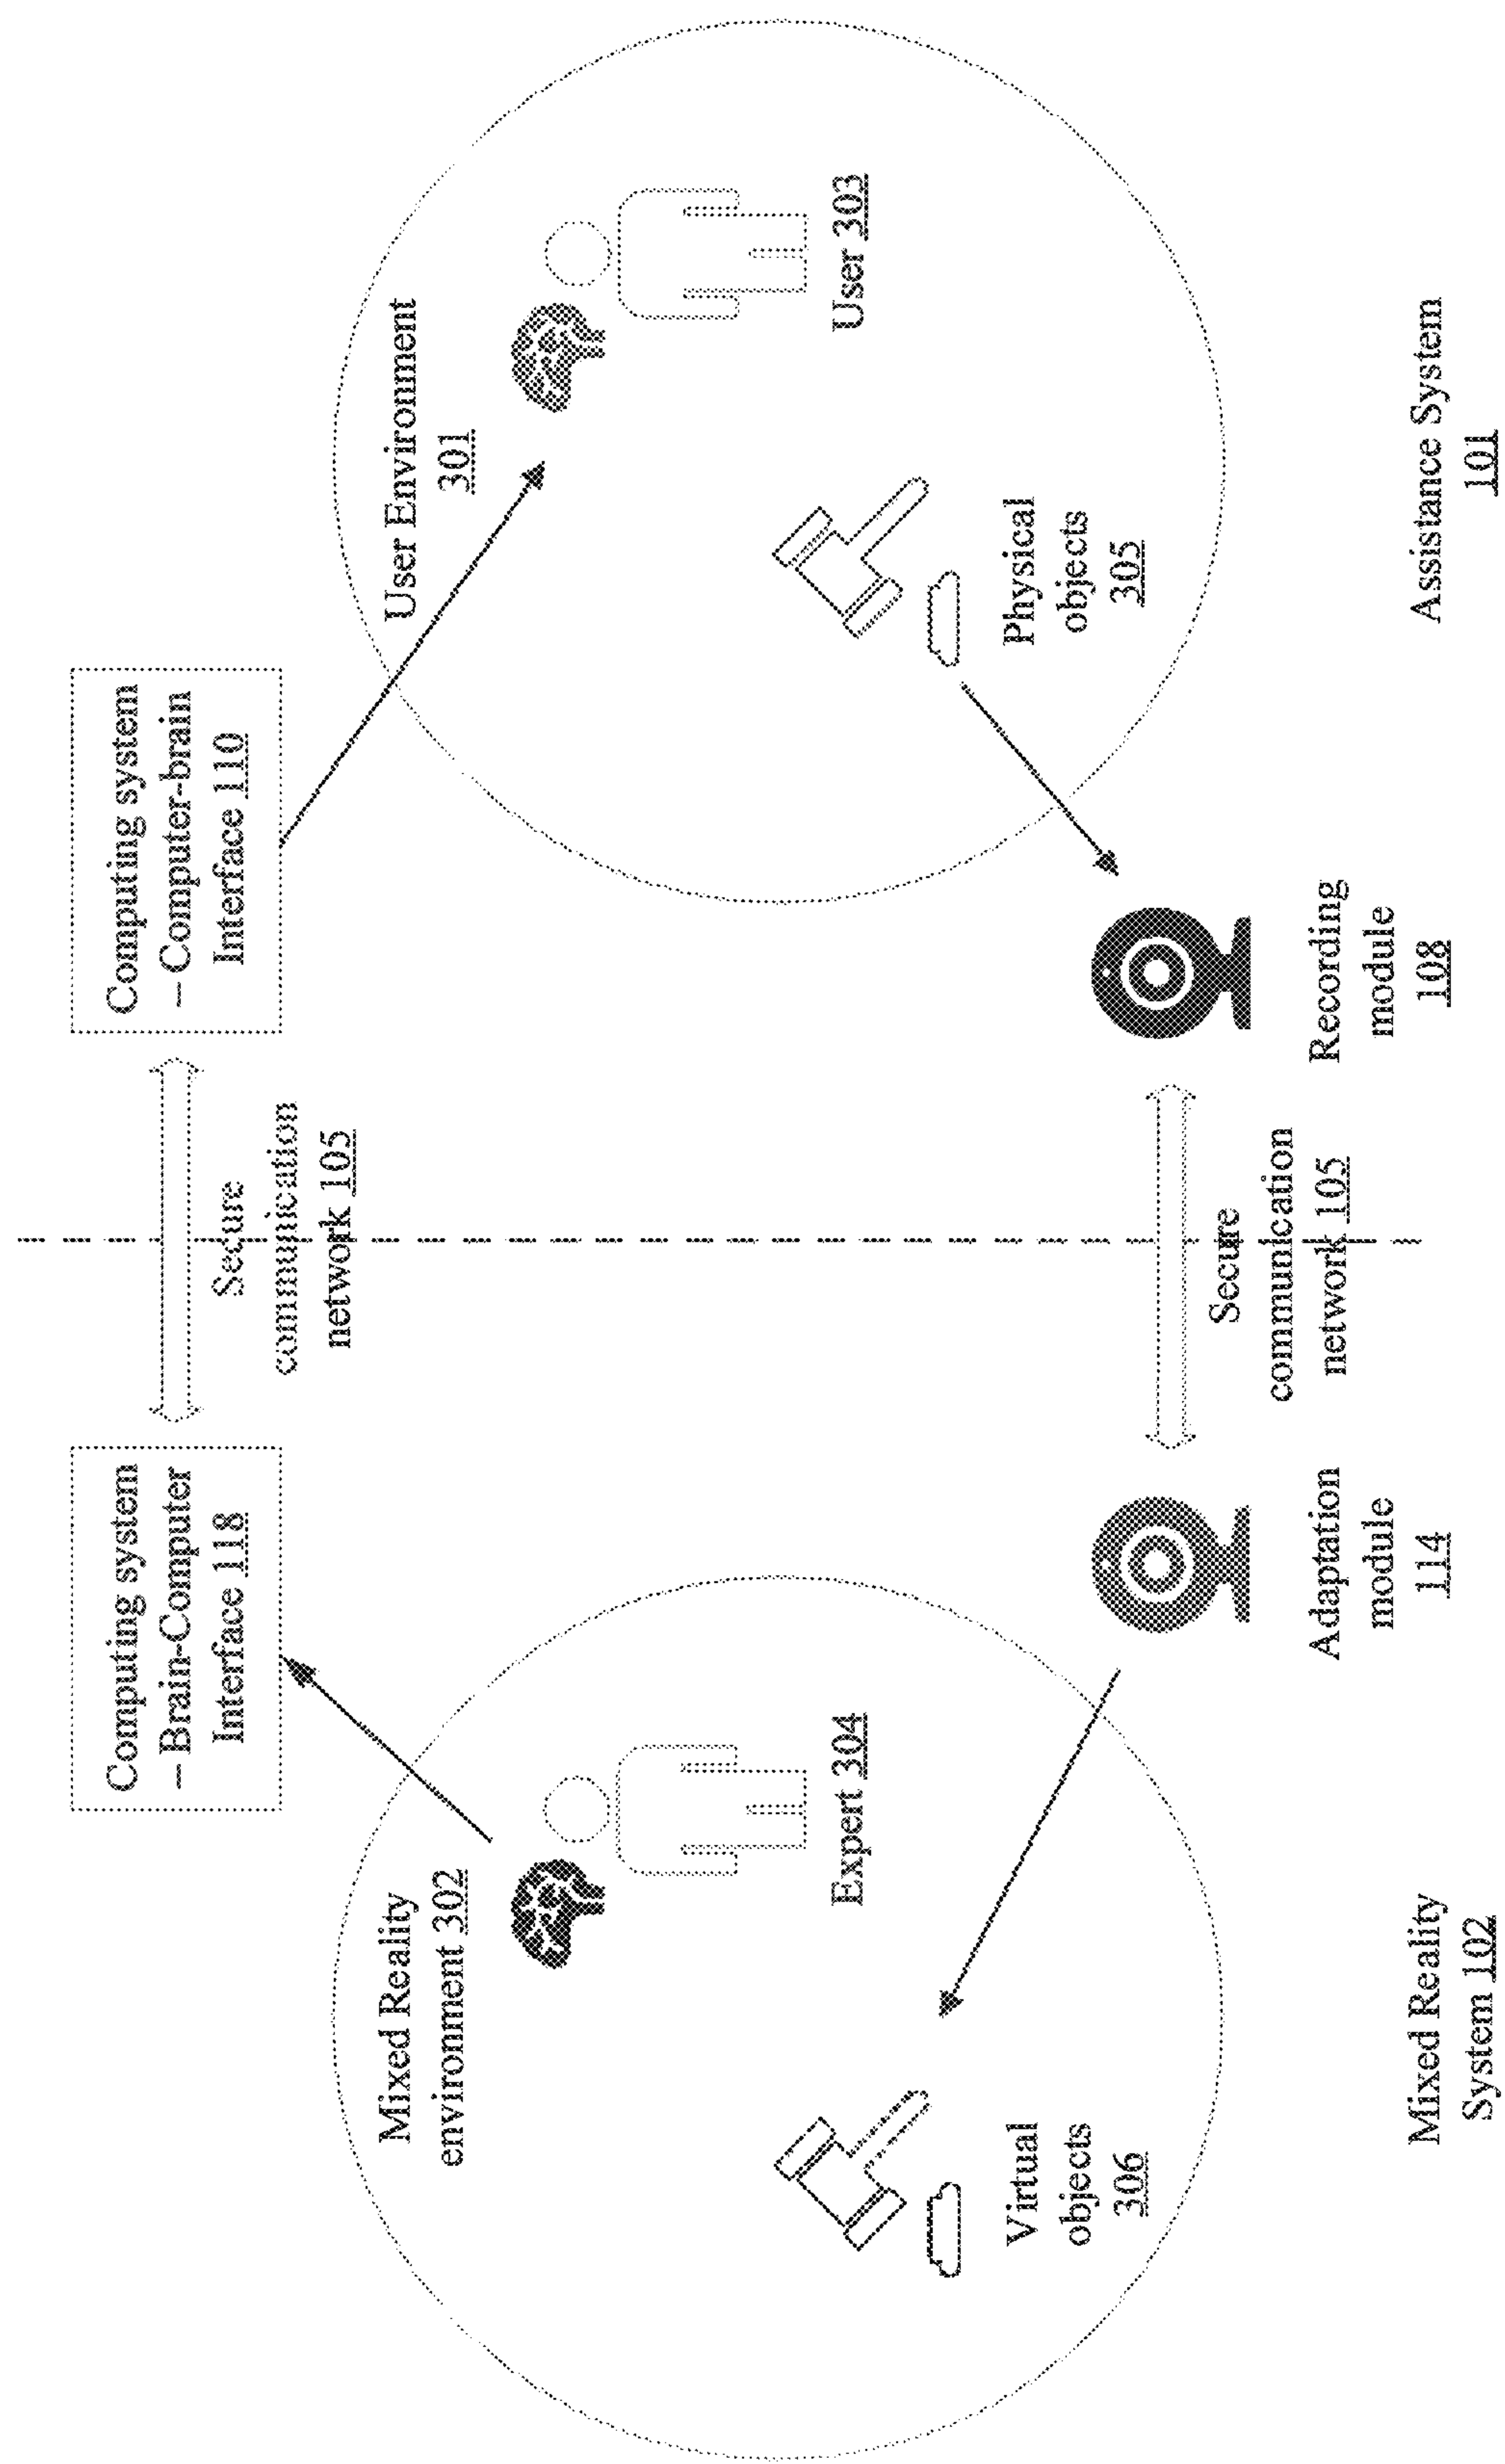 Computing system
– Brain-Computer
Interface 118
Secure
communication
network 105
Computing system
– Computer-brain
Interface 110
Mixed Reality
environment 302
Expert 304
Virtual
objects
306
User Environment
301
User 303
Physical
objects
305
Adaptation
module
114
Secure
communication
network 105
Recording
module
108
Mixed Reality
System 102
Assistance System
101